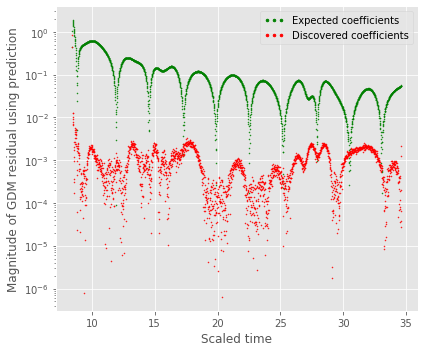 Expected coefficients
Discovered coefficients
Magnitude of GDM residual using prediction
10⁰
10⁻¹
10⁻²
10⁻³
10⁻⁴
10⁻⁵
10⁻⁶
10 15 20 25 30 35
Scaled time